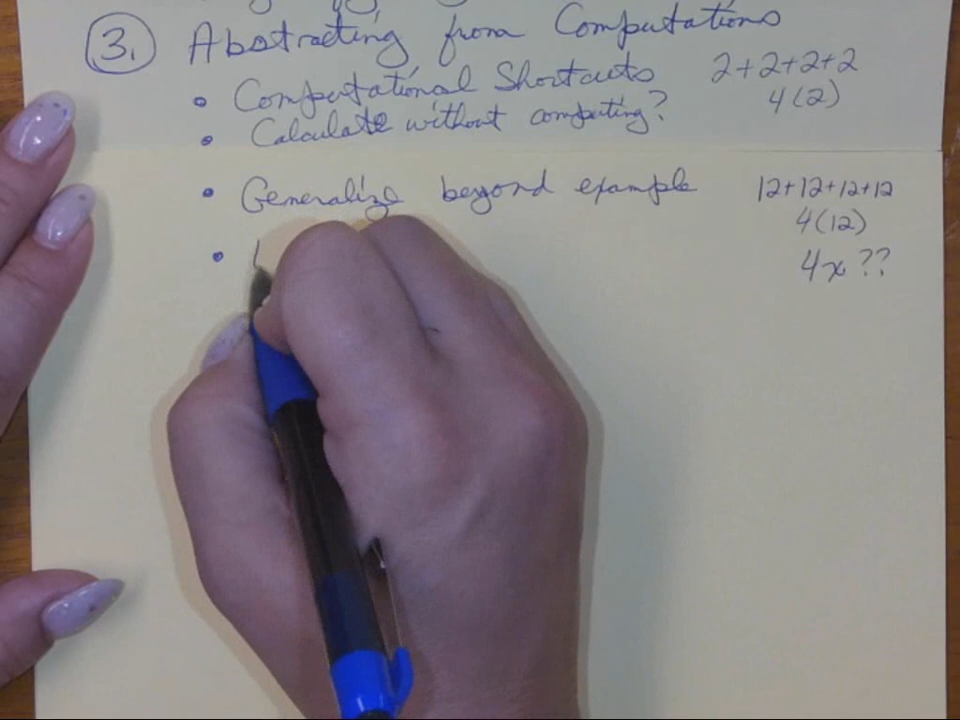 3. Abstracting from Computations
• Computational Shortcuts 2+2+2+2
4(2)
• Calculate without computing?
• Generalize beyond example 12+12+12+12
4(12)
4x ??
•